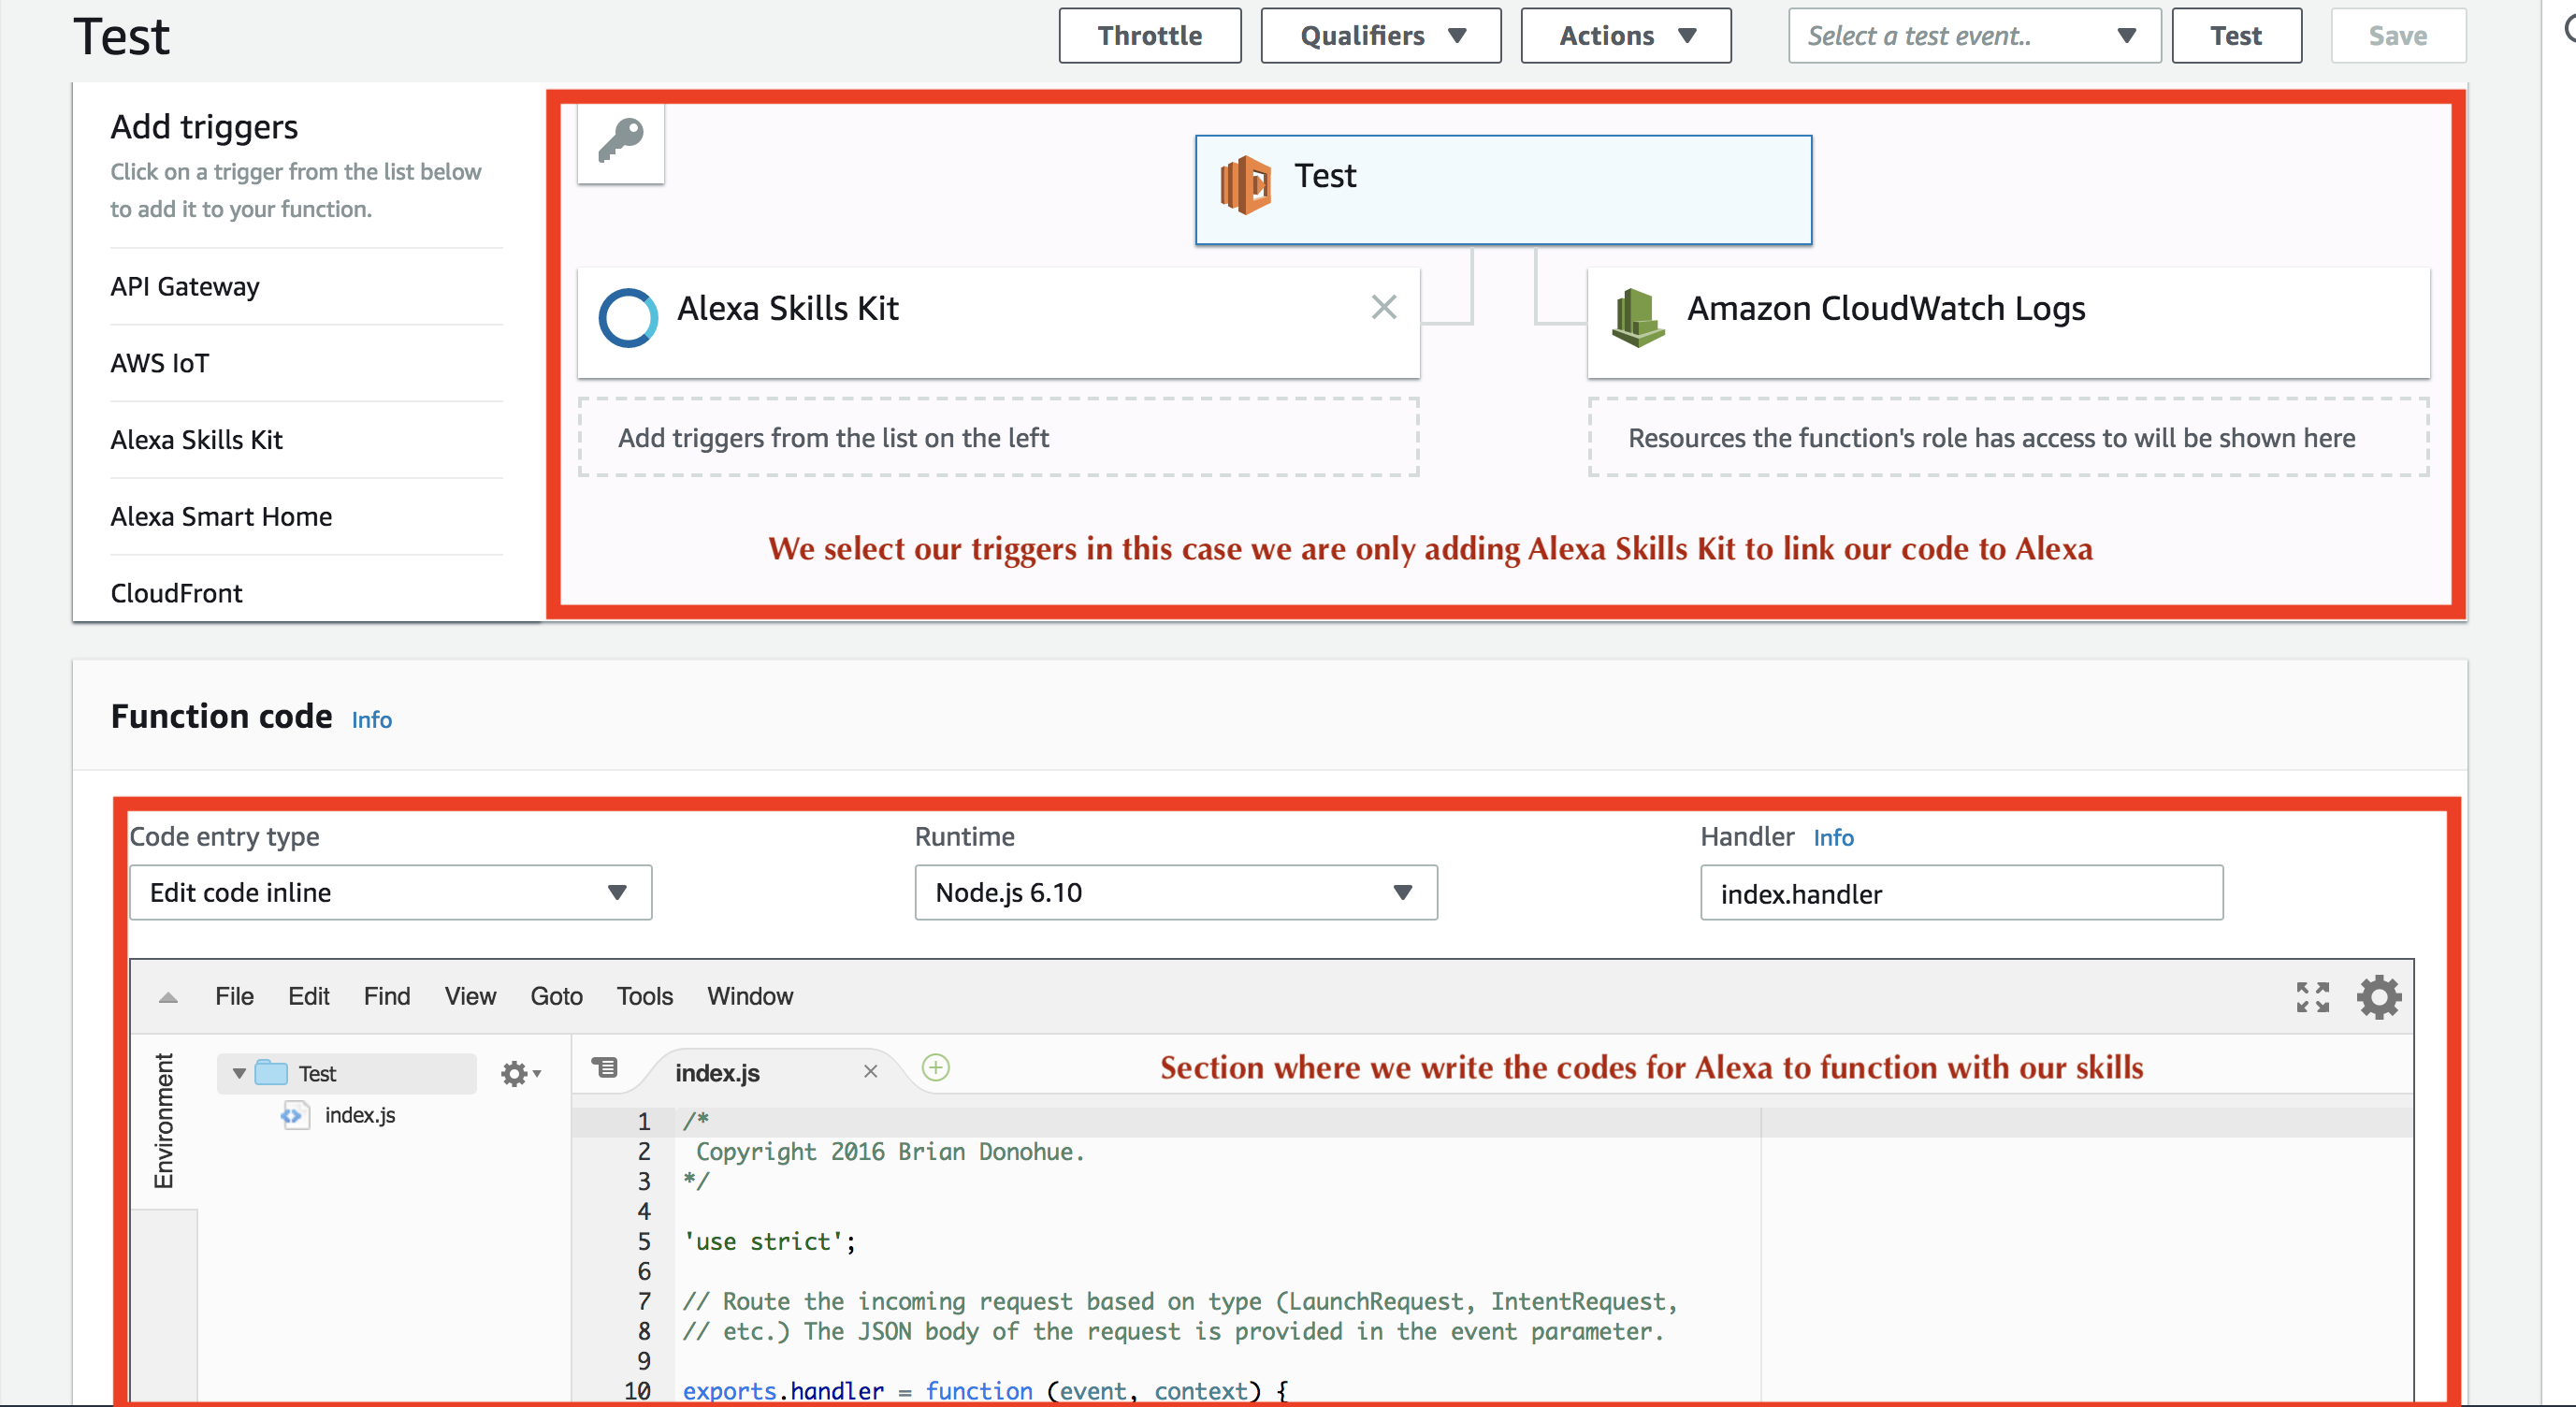 Test
Throttle
Qualifiers
Actions
Select a test event..
Test
Save
Add triggers
Click on a trigger from the list below
to add it to your function.
API Gateway
AWS IoT
Alexa Skills Kit
Alexa Smart Home
CloudFront
Test
Alexa Skills Kit
Amazon CloudWatch Logs
Add triggers from the list on the left
Resources the function's role has access to will be shown here
We select our triggers in this case we are only adding Alexa Skills Kit to link our code to Alexa
Function code Info
Code entry type
Edit code inline
Runtime
Node.js 6.10
Handler Info
index.handler
File Edit Find View Goto Tools Window
Environment
Test
index.js
index.js
Section where we write the codes for Alexa to function with our skills
1 /*
2 Copyright 2016 Brian Donohue.
3 */
4
5 'use strict';
6
7 // Route the incoming request based on type (LaunchRequest, IntentRequest,
8 // etc.) The JSON body of the request is provided in the event parameter.
9
10 exports.handler = function (event, context) {